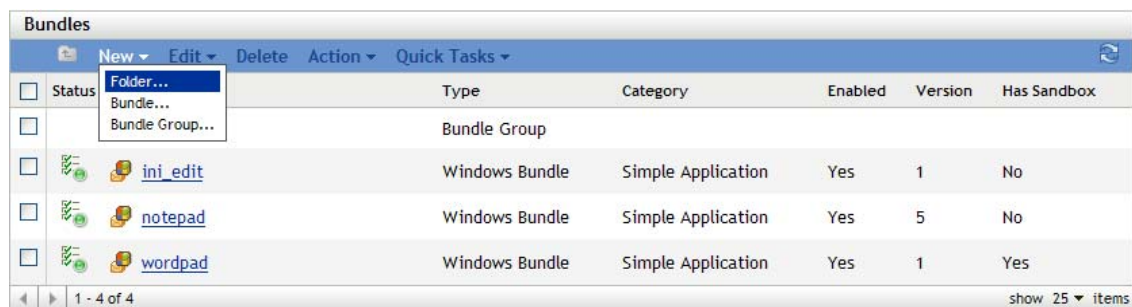 Bundles
New Edit Delete Action Quick Tasks
Folder...
Bundle...
Bundle Group...
Status Type Category Enabled Version Has Sandbox
Bundle Group
ini_edit Windows Bundle Simple Application Yes 1 No
notepad Windows Bundle Simple Application Yes 5 No
wordpad Windows Bundle Simple Application Yes 1 Yes
1 - 4 of 4 show 25 items